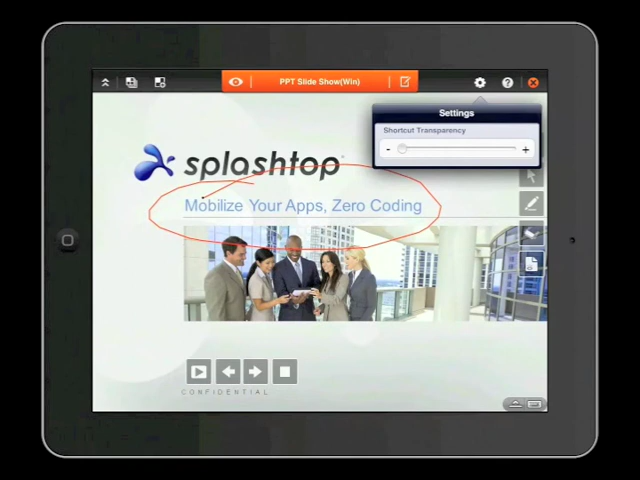 PPT Slide Show(Win)
Settings
Shortcut Transparency
- +
splashtop
Mobilize Your Apps, Zero Coding
CONFIDENTIAL